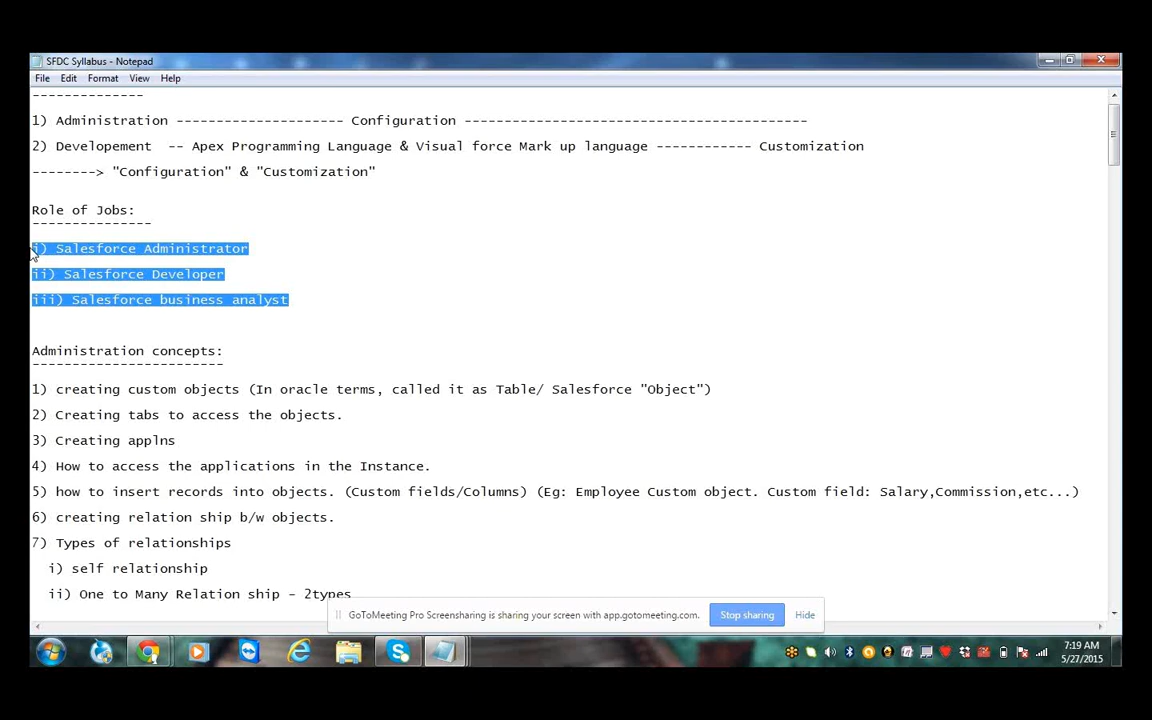 SFDC Syllabus - Notepad
File Edit Format View Help
--------------
1) Administration --------------------- Configuration -------------------------------------------
2) Developement  -- Apex Programming Language & Visual force Mark up language ------------ Customization
--------> "Configuration" & "Customization"
Role of Jobs:
---------------
i) Salesforce Administrator
ii) Salesforce Developer
iii) Salesforce business analyst
Administration concepts:
------------------------
1) creating custom objects (In oracle terms, called it as Table/ Salesforce "Object")
2) Creating tabs to access the objects.
3) Creating applns
4) How to access the applications in the Instance.
5) how to insert records into objects. (Custom fields/Columns) (Eg: Employee Custom object. Custom field: Salary,Commission,etc...)
6) creating relation ship b/w objects.
7) Types of relationships
i) self relationship
ii) One to Many Relation ship - 2types
GoToMeeting Pro Screensharing is sharing your screen with app.gotomeeting.com. Stop sharing Hide
7:19 AM
5/27/2015